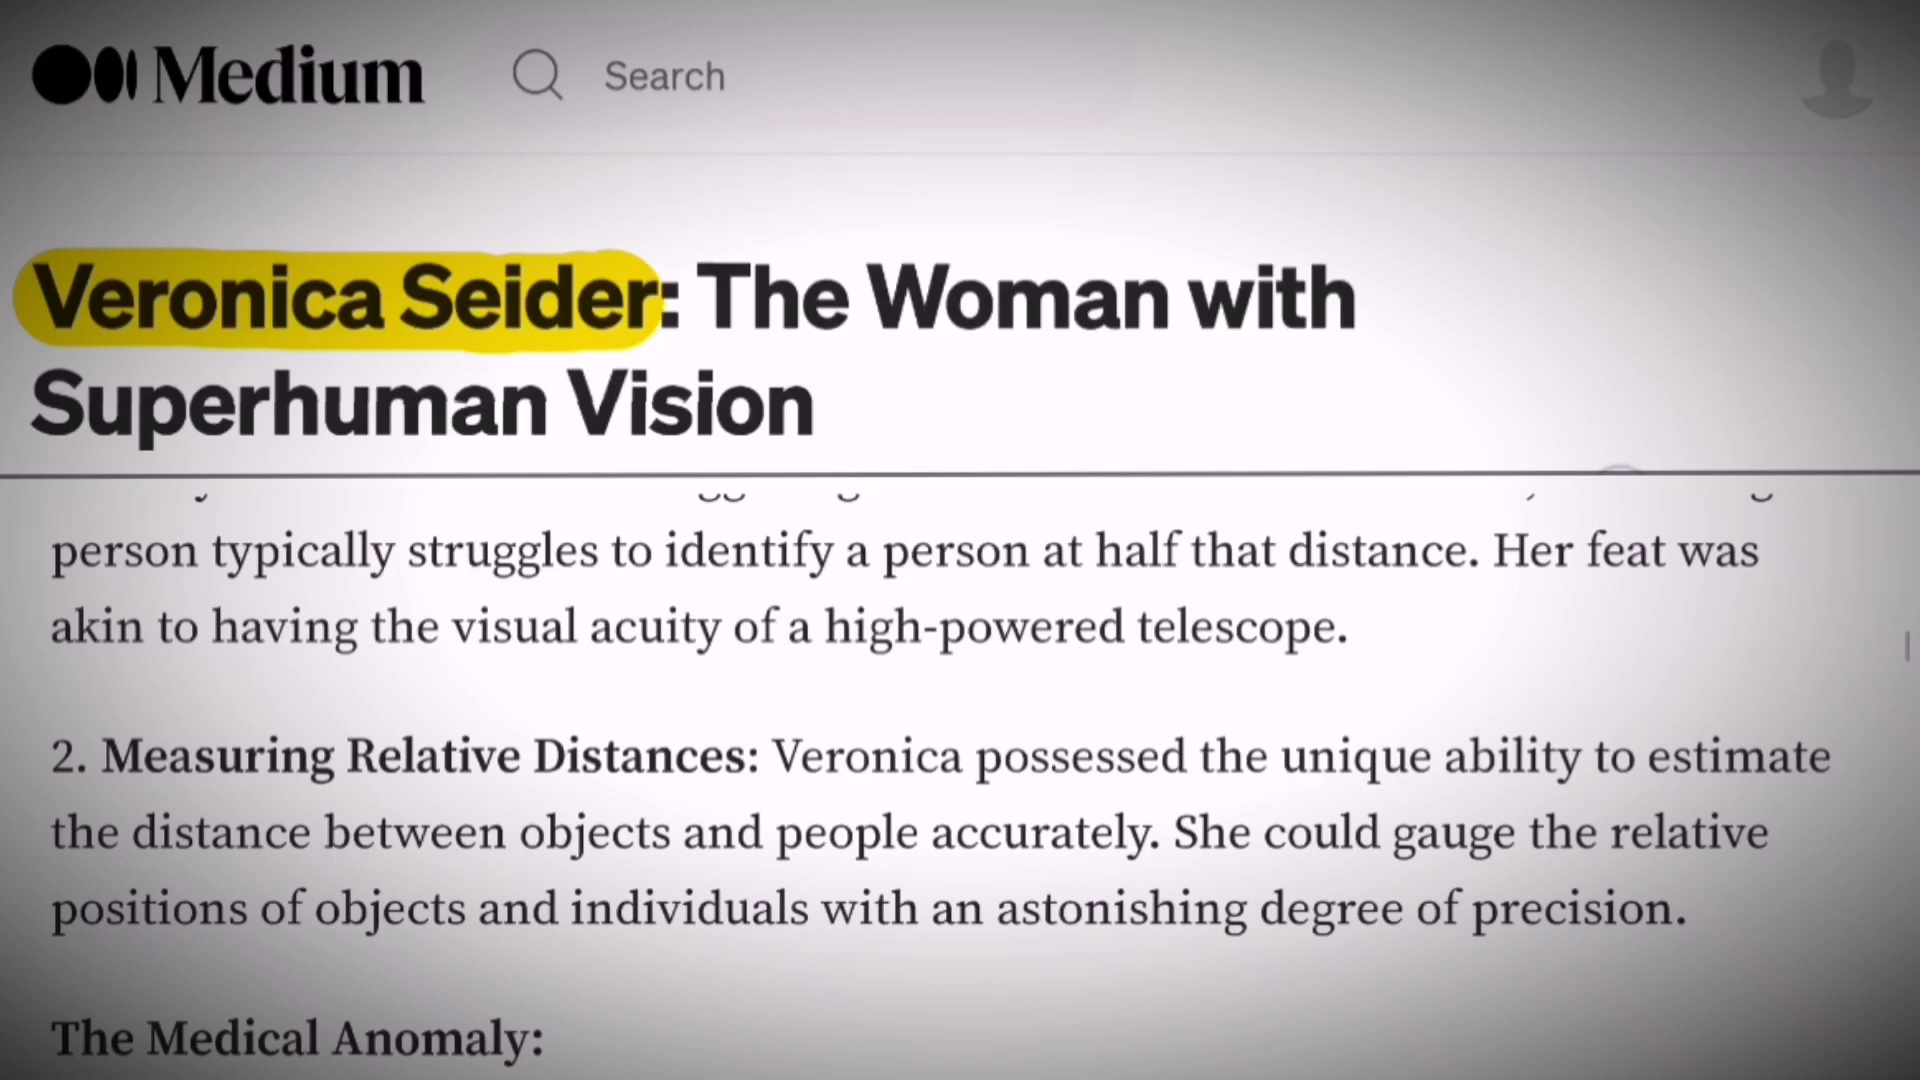 Medium
Search
Veronica Seider: The Woman with
Superhuman Vision
person typically struggles to identify a person at half that distance. Her feat was
akin to having the visual acuity of a high-powered telescope.
2. Measuring Relative Distances: Veronica possessed the unique ability to estimate
the distance between objects and people accurately. She could gauge the relative
positions of objects and individuals with an astonishing degree of precision.
The Medical Anomaly: